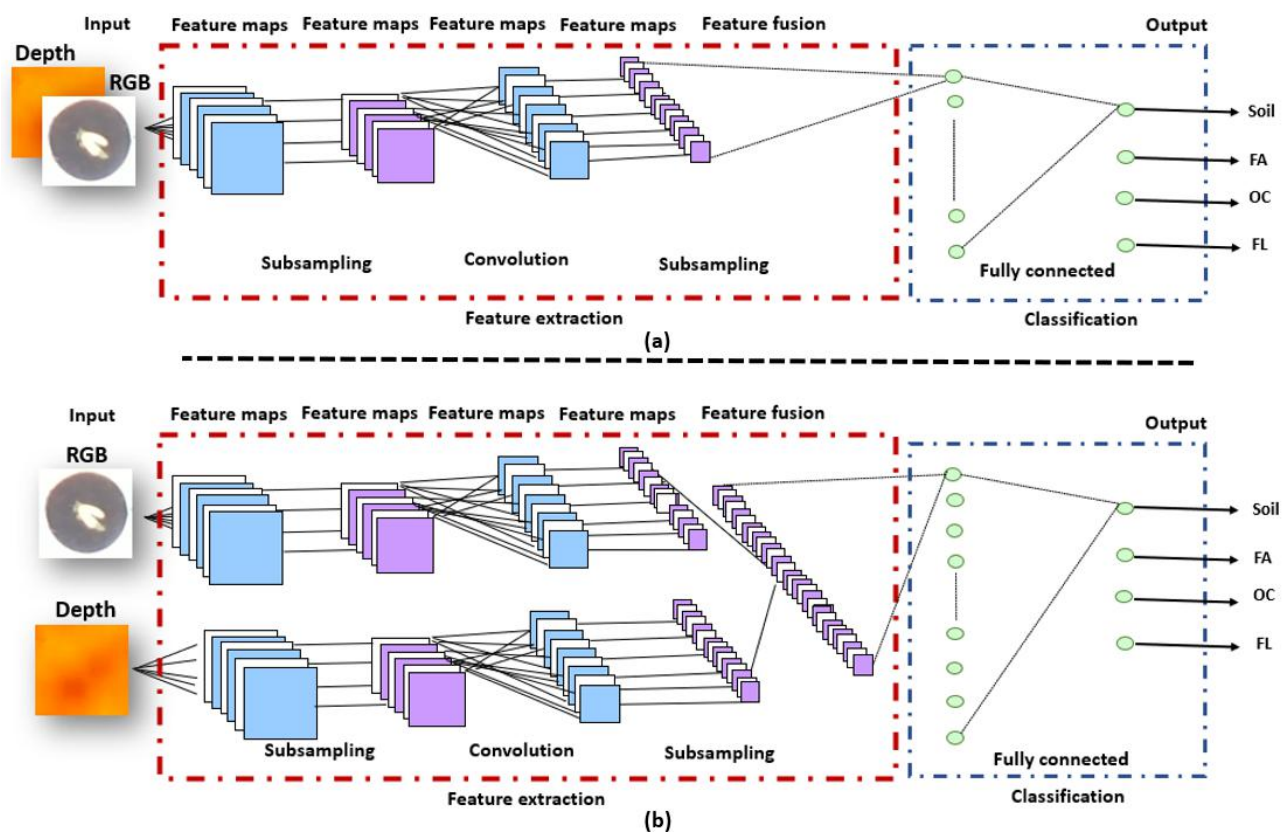 Input Feature maps Feature maps Feature maps Feature maps Feature fusion Output
Depth
RGB
Soil
FA
OC
FL
Subsampling Convolution Subsampling Fully connected
Feature extraction Classification
(a)
Input Feature maps Feature maps Feature maps Feature maps Feature fusion Output
RGB
Soil
FA
OC
Depth
FL
Subsampling Convolution Subsampling Fully connected
Feature extraction Classification
(b)